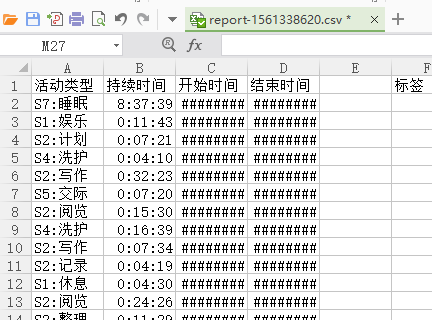 report-1561338620.csv *
M27 fx
A B C D E F
1 活动类型 持续时间 开始时间 结束时间 标签
2 S7:睡眠 8:37:39 ######## ########
3 S1:娱乐 0:11:43 ######## ########
4 S2:计划 0:07:21 ######## ########
5 S4:洗护 0:04:10 ######## ########
6 S2:写作 0:32:23 ######## ########
7 S5:交际 0:07:20 ######## ########
8 S2:阅览 0:15:30 ######## ########
9 S4:洗护 0:16:39 ######## ########
10 S2:写作 0:07:34 ######## ########
11 S2:记录 0:04:19 ######## ########
12 S1:休息 0:04:30 ######## ########
13 S2:阅览 0:24:26 ######## ########
14 S2:整理 0:11:29 ######## ########